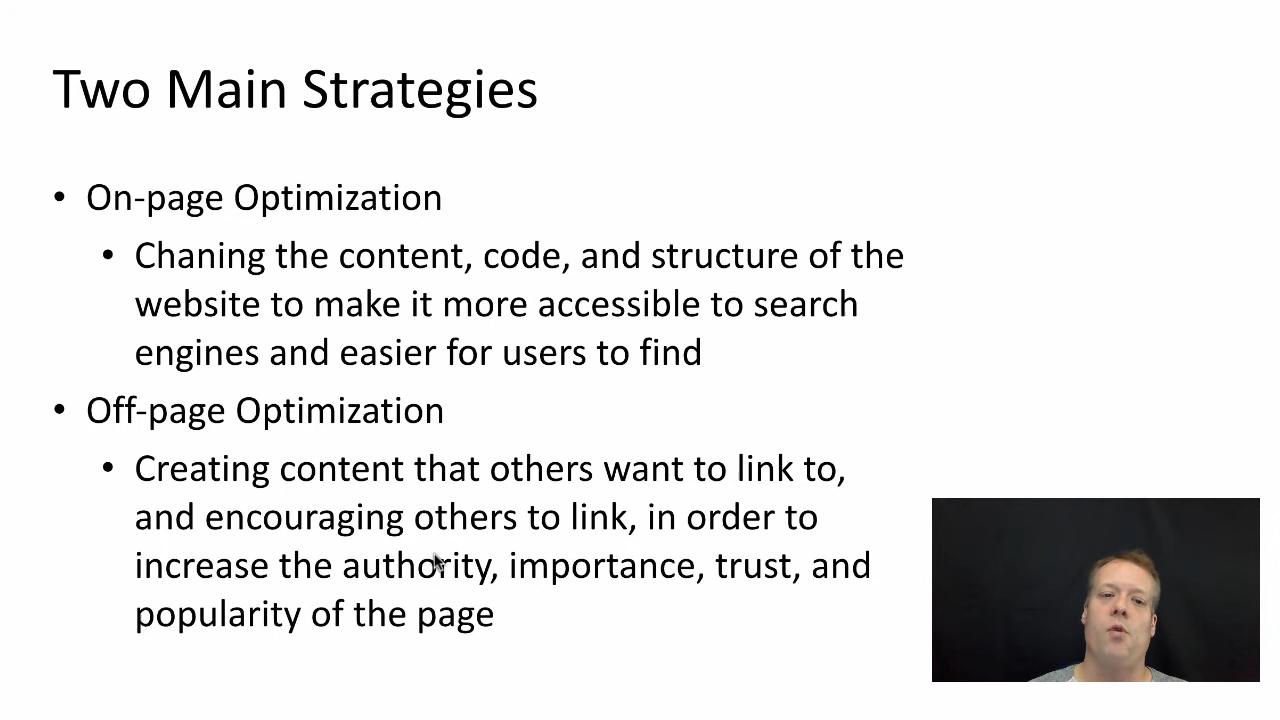 Two Main Strategies
• On-page Optimization
• Chaning the content, code, and structure of the
website to make it more accessible to search
engines and easier for users to find
• Off-page Optimization
• Creating content that others want to link to,
and encouraging others to link, in order to
increase the authority, importance, trust, and
popularity of the page